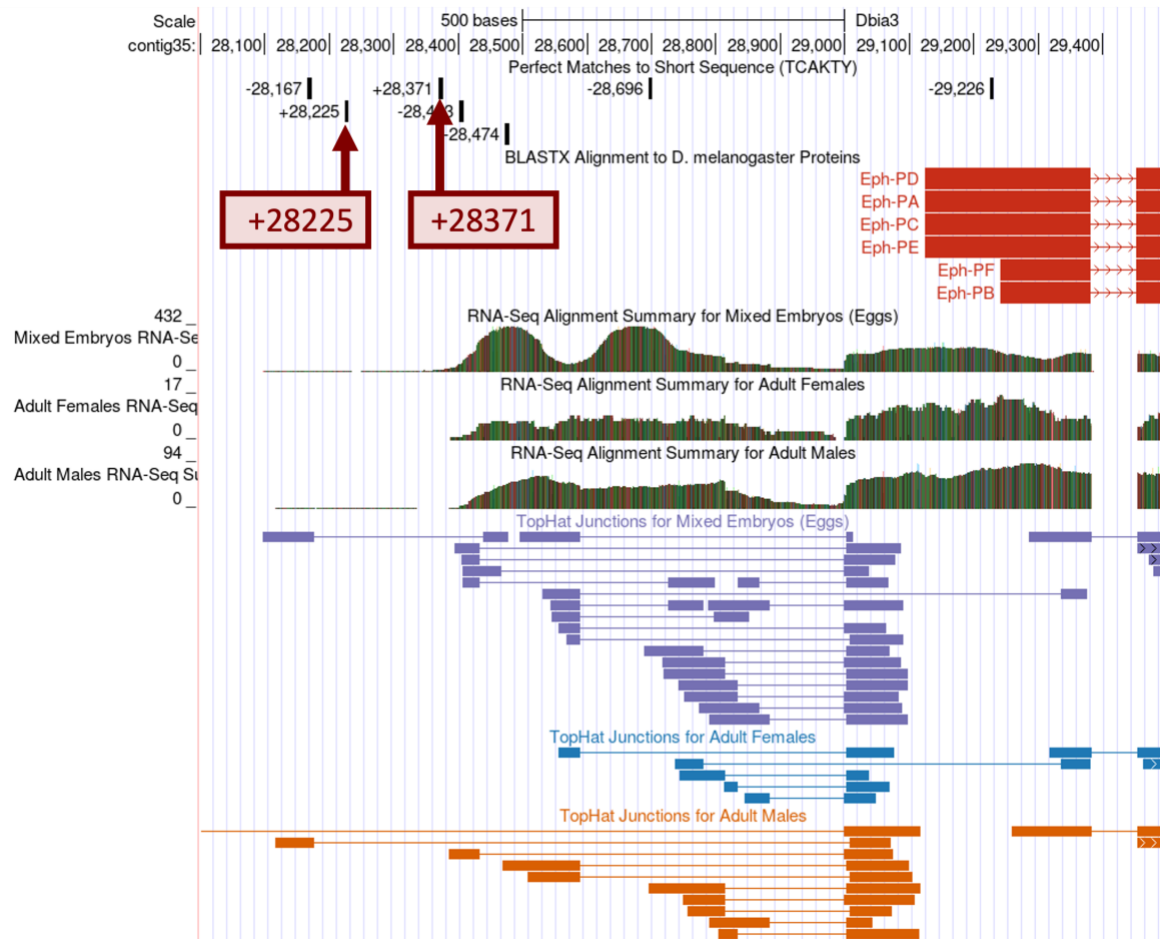 Scale 500 bases Dbia3
contig35: 28,100 28,200 28,300 28,400 28,500 28,600 28,700 28,800 28,900 29,000 29,100 29,200 29,300 29,400
Perfect Matches to Short Sequence (TCAKTY)
-28,167 +28,371 -28,696 -29,226
+28,225
-28,474
BLASTX Alignment to D. melanogaster Proteins
Eph-PD
Eph-PA
+28225 +28371
Eph-PC
Eph-PE
Eph-PF
Eph-PB
432 RNA-Seq Alignment Summary for Mixed Embryos (Eggs)
Mixed Embryos RNA-Se
0
17 RNA-Seq Alignment Summary for Adult Females
Adult Females RNA-Seq
0
94 RNA-Seq Alignment Summary for Adult Males
Adult Males RNA-Seq Su
0
TopHat Junctions for Mixed Embryos (Eggs)
TopHat Junctions for Adult Females
TopHat Junctions for Adult Males